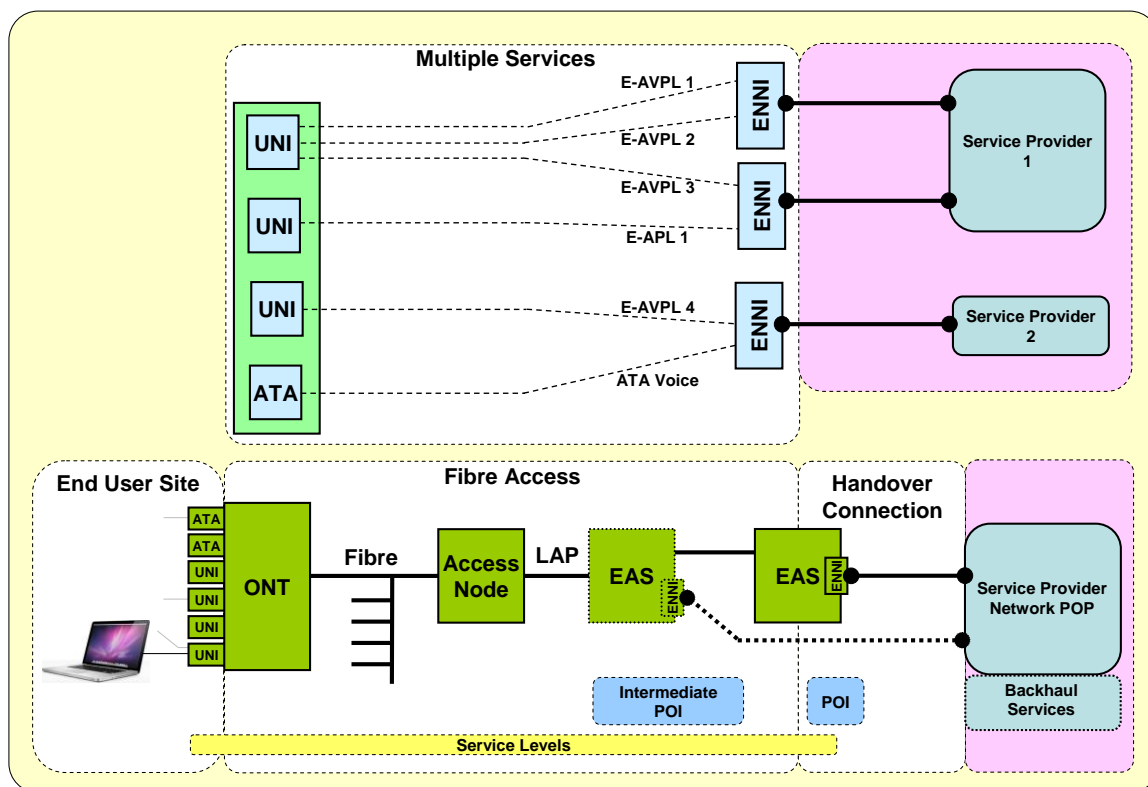 Multiple Services
E-AVPL 1
UNI
E-AVPL 2
ENNI
Service Provider
1
E-AVPL 3
UNI
E-APL 1
ENNI
UNI
E-AVPL 4
ENNI
Service Provider
2
ATA
ATA Voice
End User Site
Fibre Access
Handover
Connection
ATA
ATA
UNI
UNI
UNI
UNI
ONT
Fibre
Access
Node
LAP
EAS
ENNI
EAS
ENNI
Service Provider
Network POP
Intermediate
POI
POI
Backhaul
Services
Service Levels